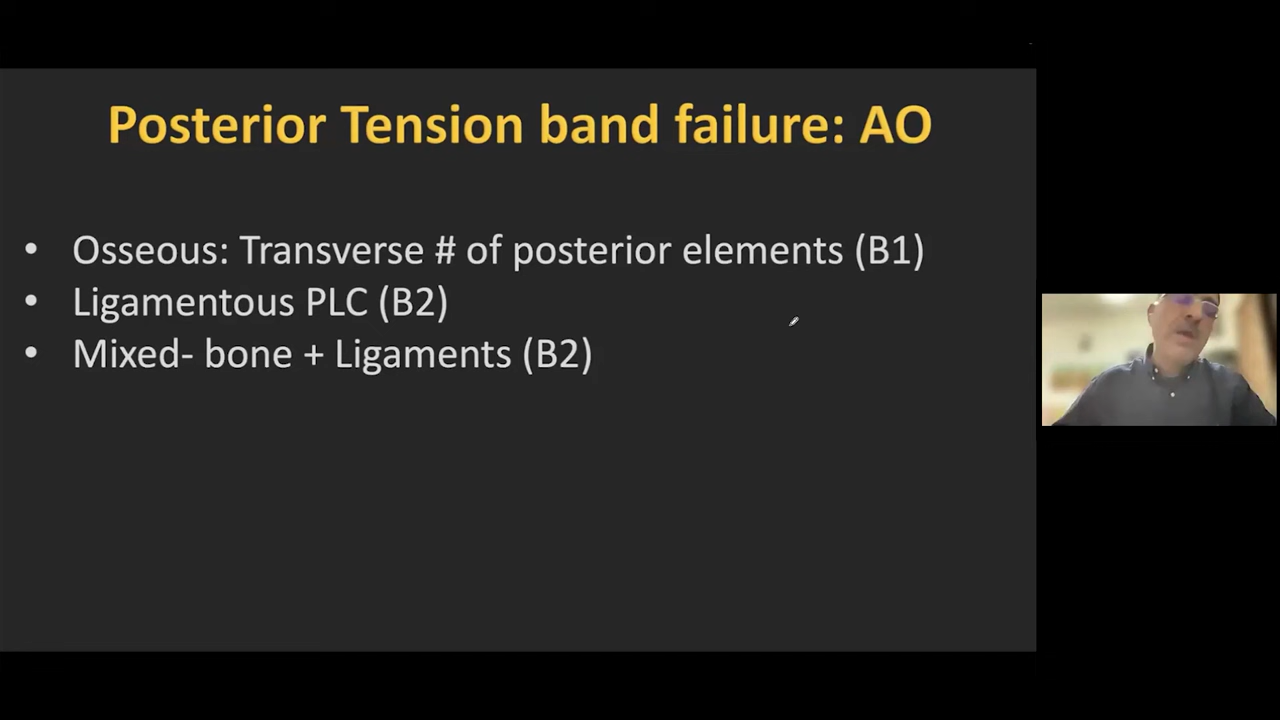 Posterior Tension band failure: AO
• Osseous: Transverse # of posterior elements (B1)
• Ligamentous PLC (B2)
• Mixed- bone + Ligaments (B2)